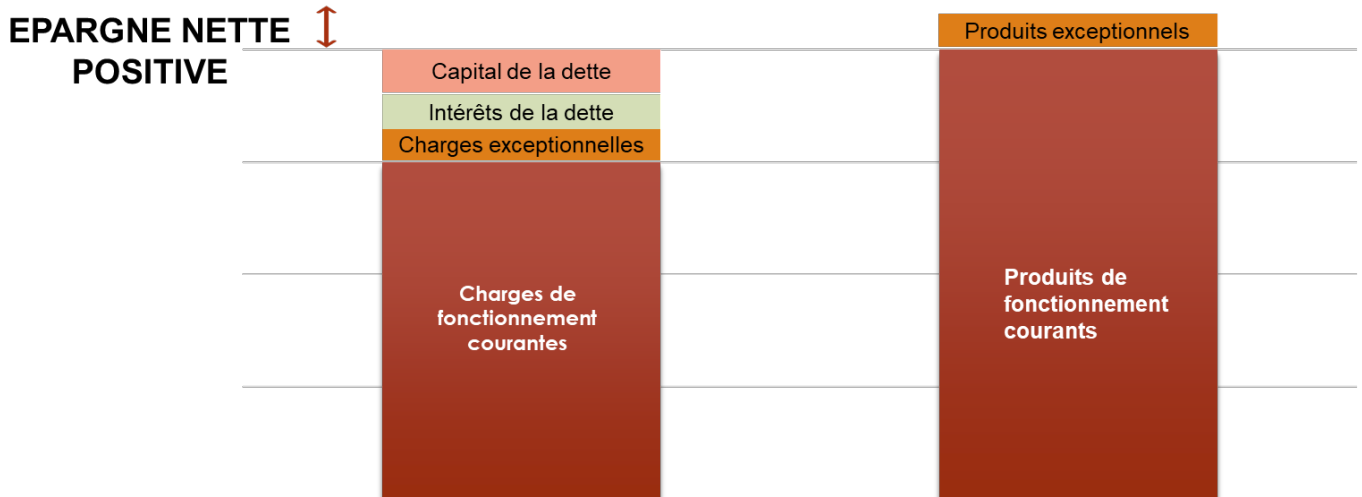 EPARGNE NETTE
POSITIVE
Produits exceptionnels
Capital de la dette
Intérêts de la dette
Charges exceptionnelles
Charges de
fonctionnement
courantes
Produits de
fonctionnement
courants